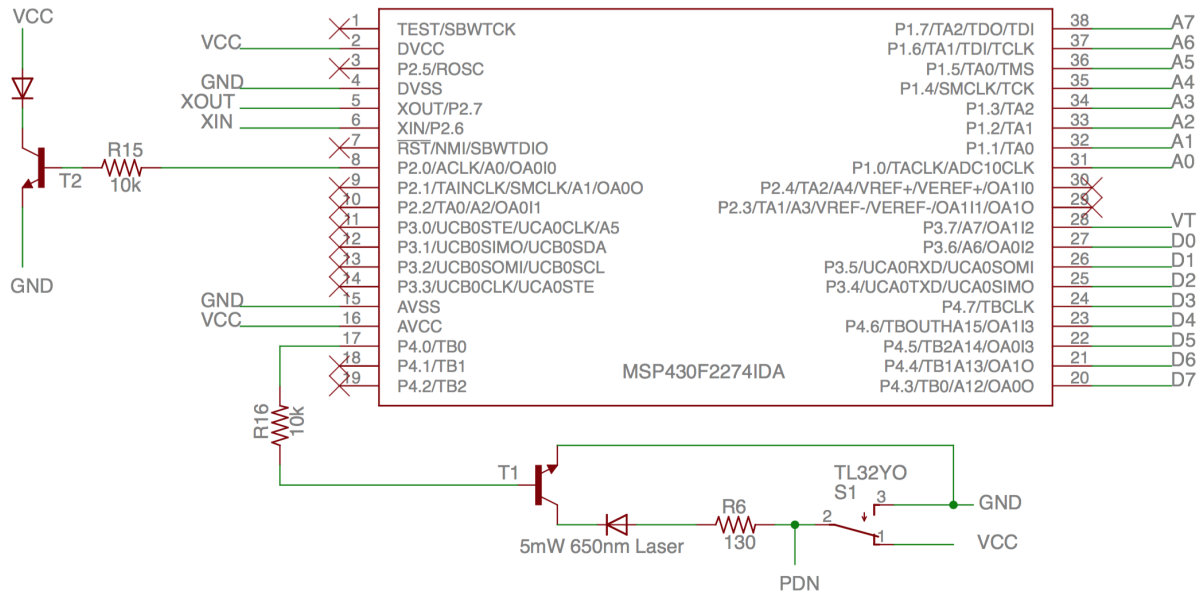 VCC
T2
GND
R15
10k
VCC
GND
XOUT
XIN
GND
VCC
1 TEST/SBWTCK
2 DVCC
3 P2.5/ROSC
4 DVSS
5 XOUT/P2.7
6 XIN/P2.6
7 RST/NMI/SBWTDIO
8 P2.0/ACLK/A0/OA0I0
9 P2.1/TAINCLK/SMCLK/A1/OA0O
10 P2.2/TA0/A2/OA0I1
11 P3.0/UCB0STE/UCA0CLK/A5
12 P3.1/UCB0SIMO/UCB0SDA
13 P3.2/UCB0SOMI/UCB0SCL
14 P3.3/UCB0CLK/UCA0STE
15 AVSS
16 AVCC
17 P4.0/TB0
18 P4.1/TB1
19 P4.2/TB2
MSP430F2274IDA
P1.7/TA2/TDO/TDI 38 A7
P1.6/TA1/TDI/TCLK 37 A6
P1.5/TA0/TMS 36 A5
P1.4/SMCLK/TCK 35 A4
P1.3/TA2 34 A3
P1.2/TA1 33 A2
P1.1/TA0 32 A1
P1.0/TACLK/ADC10CLK 31 A0
P2.4/TA2/A4/VREF+/VEREF+/OA1I0 30
P2.3/TA1/A3/VREF-/VEREF-/OA1I1/OA1O 29
P3.7/A7/OA1I2 28 VT
P3.6/A6/OA0I2 27 D0
P3.5/UCA0RXD/UCA0SOMI 26 D1
P3.4/UCA0TXD/UCA0SIMO 25 D2
P4.7/TBCLK 24 D3
P4.6/TBOUTHA15/OA1I3 23 D4
P4.5/TB2A14/OA0I3 22 D5
P4.4/TB1A13/OA1O 21 D6
P4.3/TB0/A12/OA0O 20 D7
R16
10k
T1
5mW 650nm Laser
R6
130
PDN
TL32YO
S1
2
3
1
GND
VCC